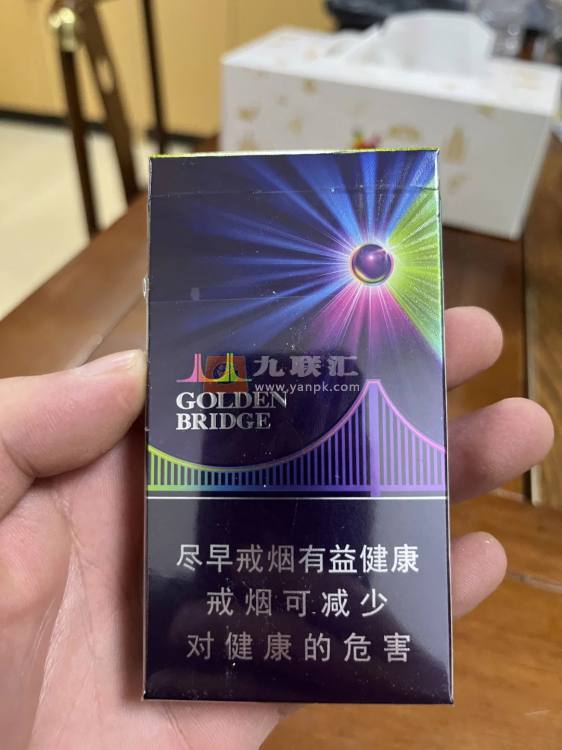 九联汇
www.yanpk.com
GOLDEN
BRIDGE
尽早戒烟有益健康
戒烟可减少
对健康的危害